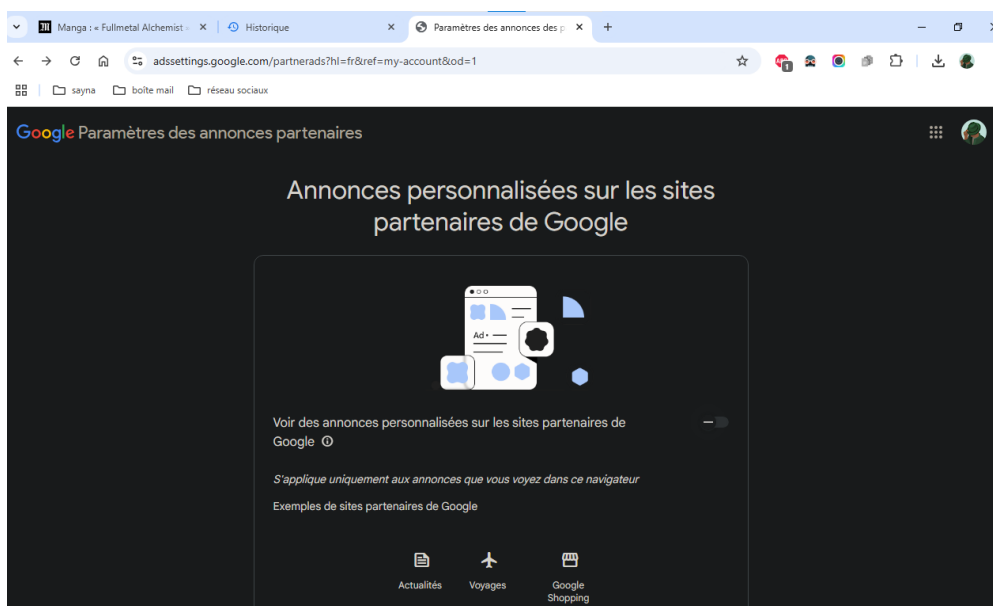 Manga : « Fullmetal Alchemist »
Historique
Paramètres des annonces des p
adssettings.google.com/partnerads?hl=fr&ref=my-account&od=1
1
sayna
boîte mail
réseau sociaux
Google Paramètres des annonces partenaires
Annonces personnalisées sur les sites
partenaires de Google
Ad
Voir des annonces personnalisées sur les sites partenaires de
Google
S'applique uniquement aux annonces que vous voyez dans ce navigateur
Exemples de sites partenaires de Google
Actualités
Voyages
Google
Shopping